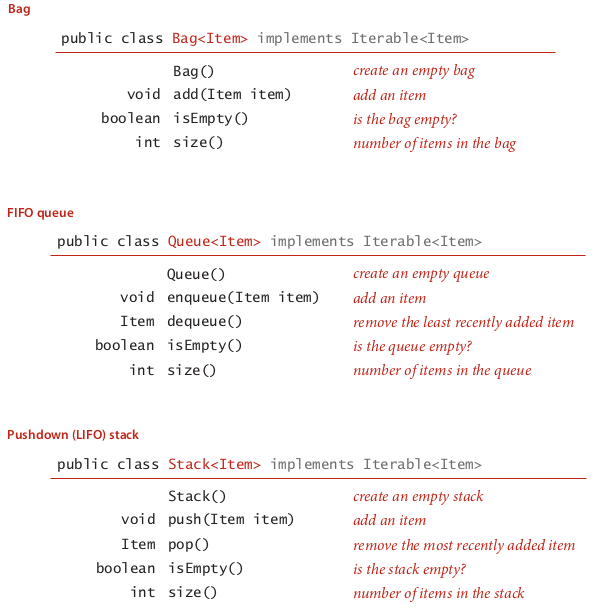 Bag
public class Bag<Item> implements Iterable<Item>
Bag() create an empty bag
void add(Item item) add an item
boolean isEmpty() is the bag empty?
int size() number of items in the bag
FIFO queue
public class Queue<Item> implements Iterable<Item>
Queue() create an empty queue
void enqueue(Item item) add an item
Item dequeue() remove the least recently added item
boolean isEmpty() is the queue empty?
int size() number of items in the queue
Pushdown (LIFO) stack
public class Stack<Item> implements Iterable<Item>
Stack() create an empty stack
void push(Item item) add an item
Item pop() remove the most recently added item
boolean isEmpty() is the stack empty?
int size() number of items in the stack